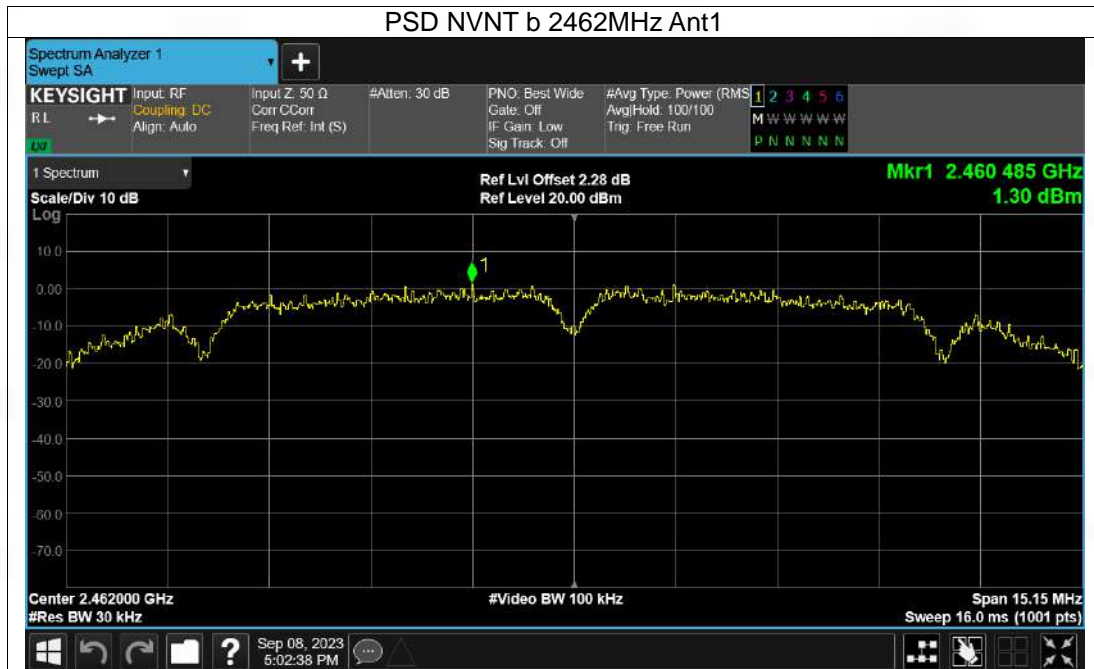 PSD NVNT b 2462MHz Ant1
Spectrum Analyzer 1
Swept SA
KEYSIGHT
R L
LXI
Input: RF
Coupling: DC
Align: Auto
Input Z: 50 Ω
Corr CCorr
Freq Ref: Int (S)
#Atten: 30 dB
PNO: Best Wide
Gate: Off
IF Gain: Low
Sig Track: Off
#Avg Type: Power (RMS
Avg|Hold: 100/100
Trig: Free Run
1 2 3 4 5 6
M W W W W W
P N N N N N
1 Spectrum
Scale/Div 10 dB
Ref Lvl Offset 2.28 dB
Ref Level 20.00 dBm
Mkr1 2.460 485 GHz
1.30 dBm
Log
10.0
0.00
-10.0
-20.0
-30.0
-40.0
-50.0
-60.0
-70.0
1
Center 2.462000 GHz
#Res BW 30 kHz
#Video BW 100 kHz
Span 15.15 MHz
Sweep 16.0 ms (1001 pts)
?
Sep 08, 2023
5:02:38 PM